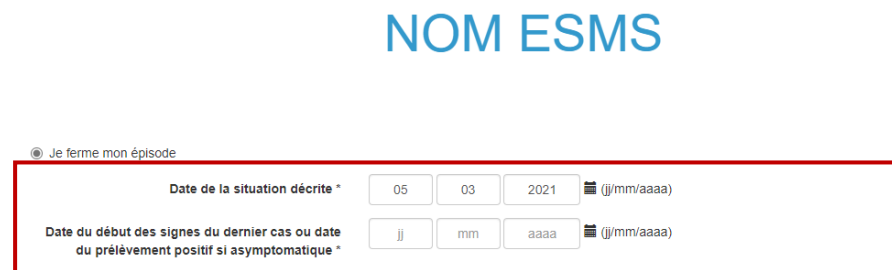 NOM ESMS
Je ferme mon épisode
Date de la situation décrite * 05 03 2021 (jj/mm/aaaa)
Date du début des signes du dernier cas ou date
du prélèvement positif si asymptomatique * jj mm aaaa (jj/mm/aaaa)